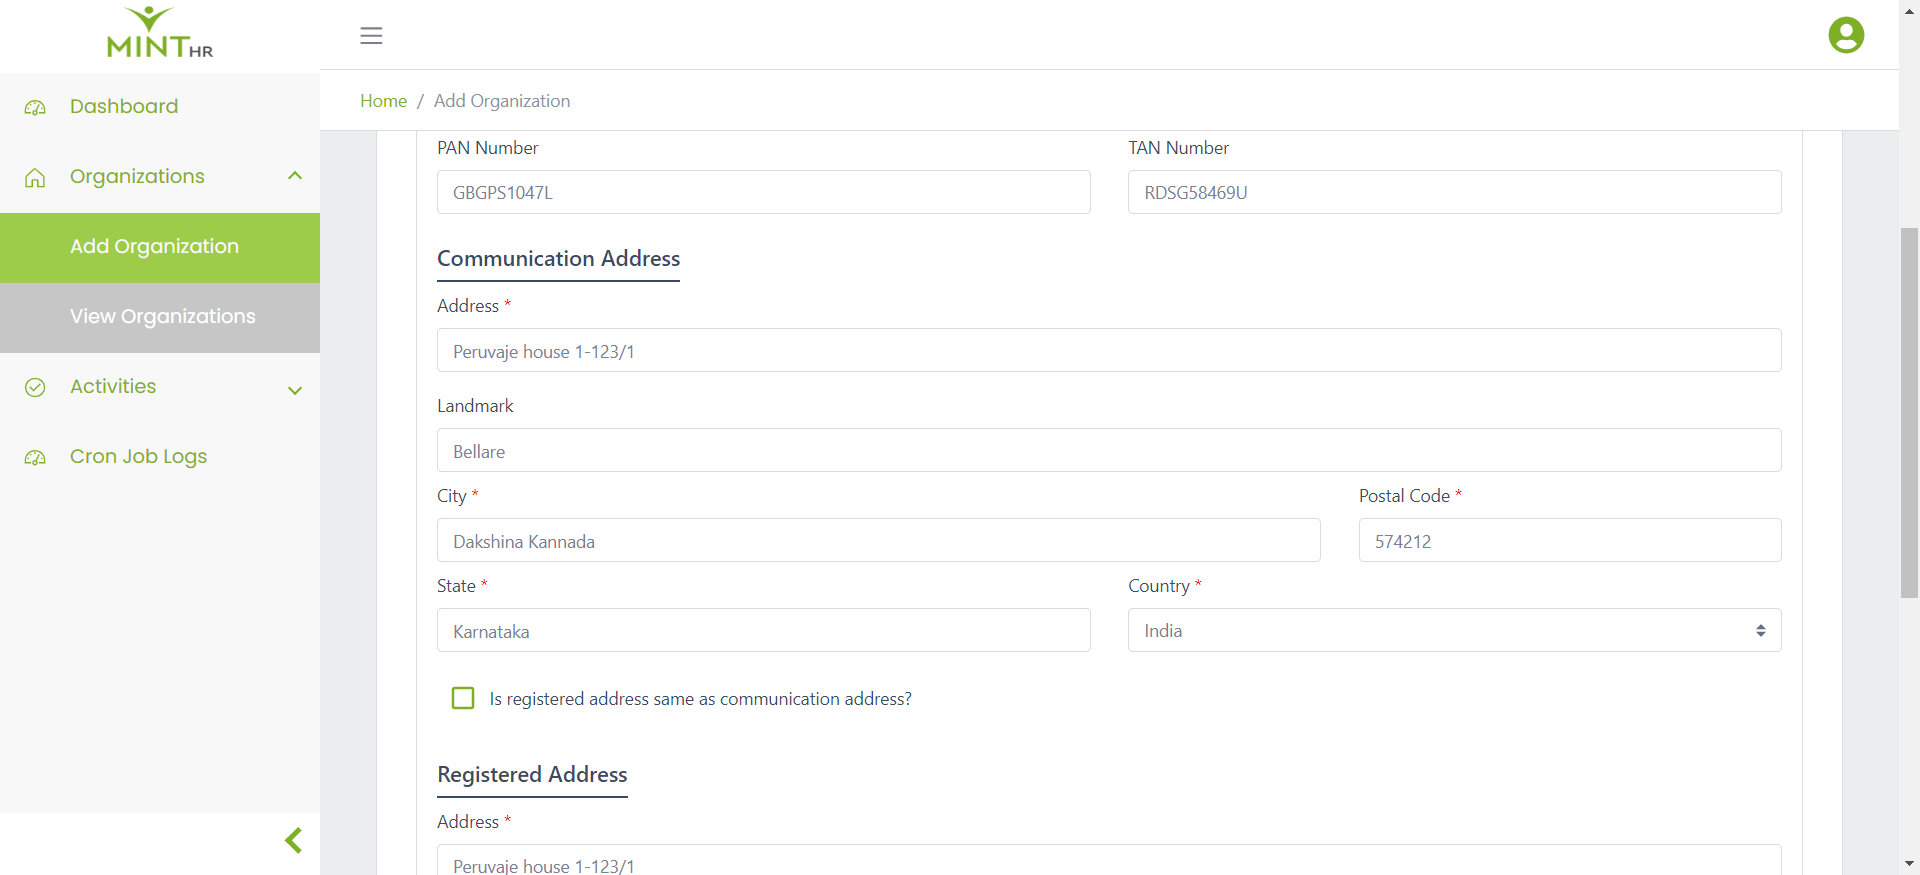 MINT HR
Dashboard
Organizations
Add Organization
View Organizations
Activities
Cron Job Logs
Home / Add Organization
PAN Number
TAN Number
GBGPS1047L
RDSG58469U
Communication Address
Address *
Peruvaje house 1-123/1
Landmark
Bellare
City *
Postal Code *
Dakshina Kannada
574212
State *
Country *
Karnataka
India
Is registered address same as communication address?
Registered Address
Address *
Peruvaje house 1-123/1